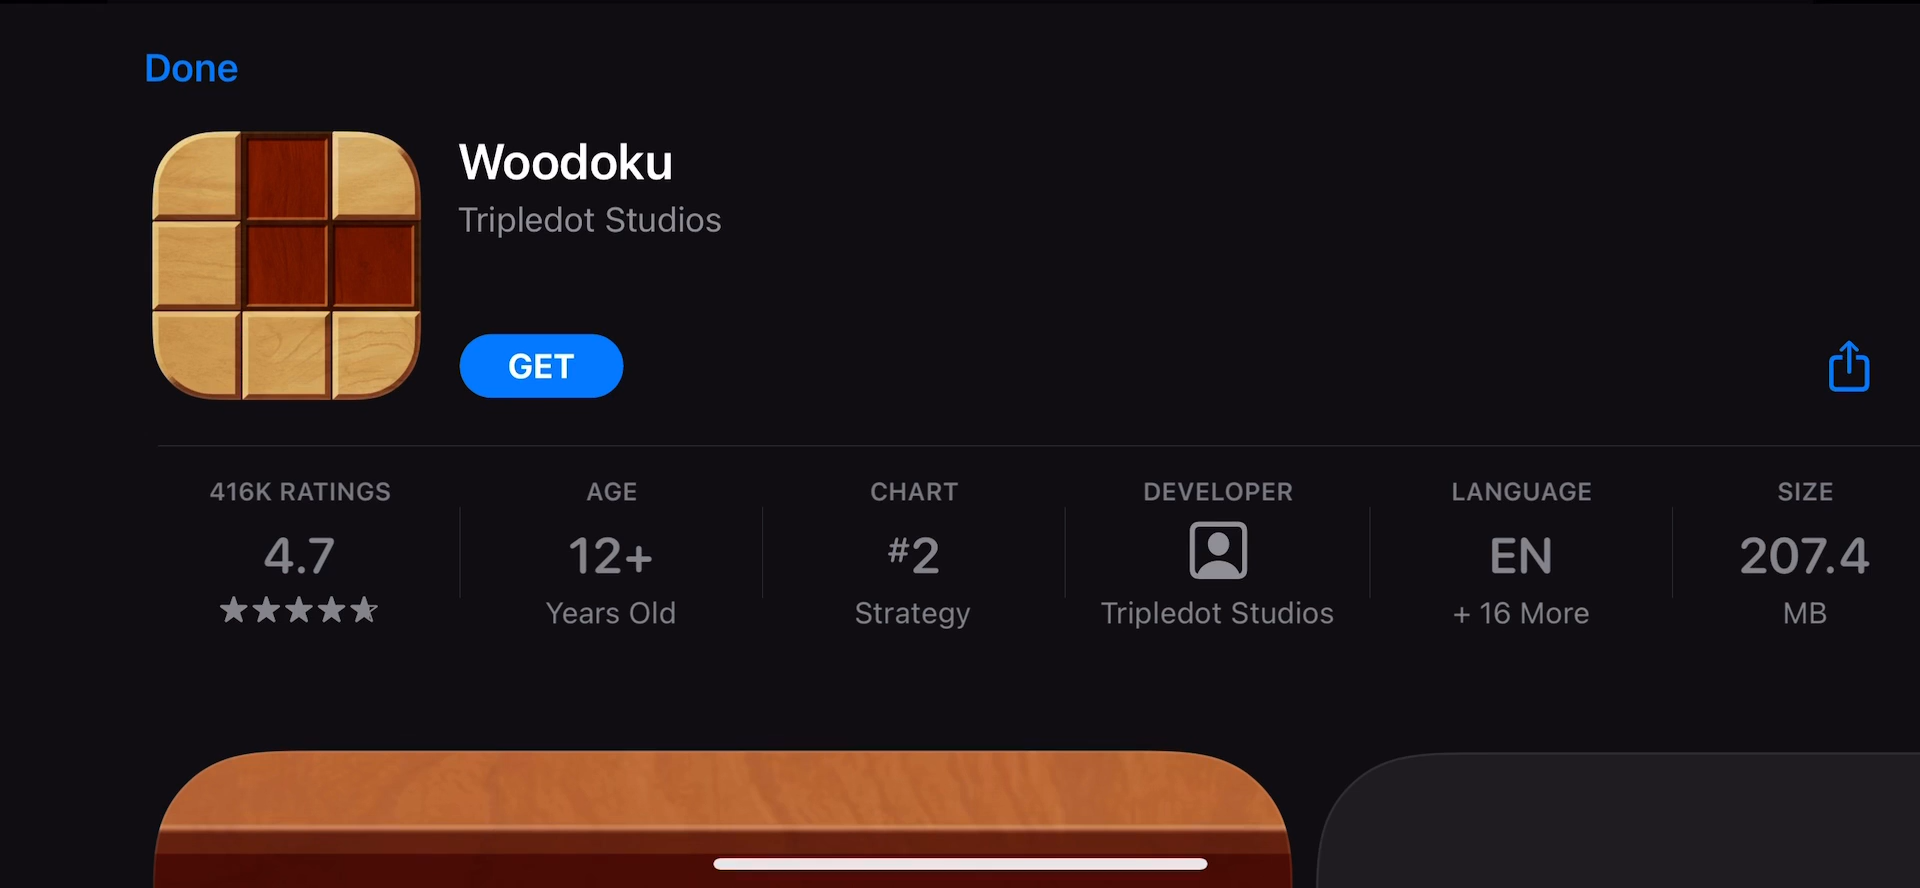 Done
Woodoku
Tripledot Studios
GET
416K RATINGS
4.7
AGE
12+
Years Old
CHART
#2
Strategy
DEVELOPER
Tripledot Studios
LANGUAGE
EN
+ 16 More
SIZE
207.4
MB